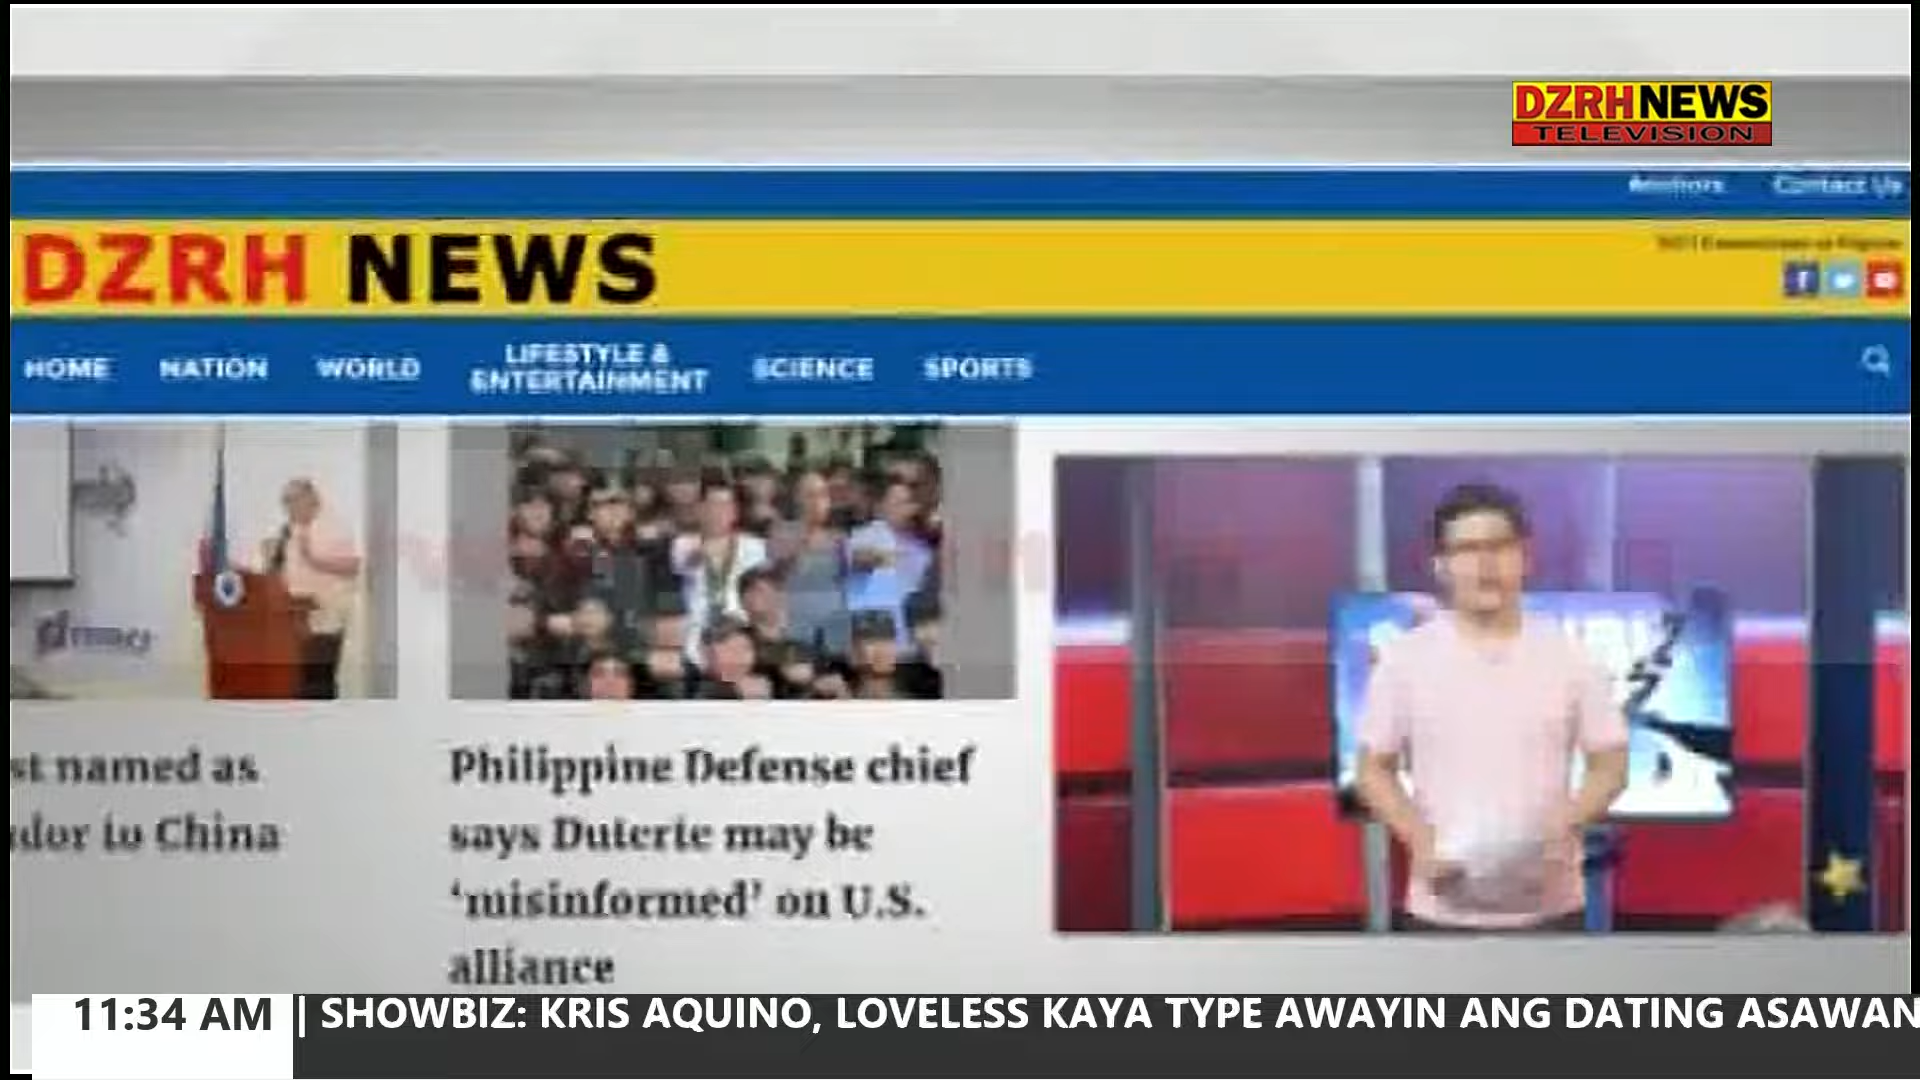 DZRHNEWS
TELEVISION
Anchors Contact Us
DZRH NEWS
HOME NATION WORLD LIFESTYLE & ENTERTAINMENT SCIENCE SPORTS
st named as
dor to China
Philippine Defense chief
says Duterte may be
‘misinformed’ on U.S.
alliance
11:34 AM | SHOWBIZ: KRIS AQUINO, LOVELESS KAYA TYPE AWAYIN ANG DATING ASAWAN